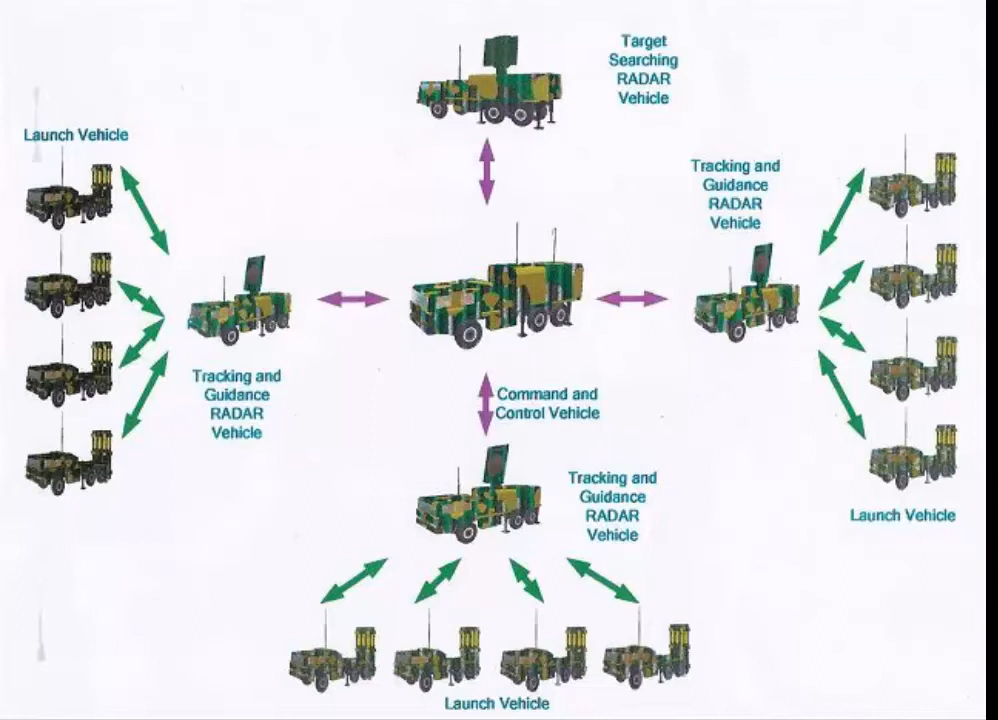 Target
Searching
RADAR
Vehicle
Launch Vehicle
Tracking and
Guidance
RADAR
Vehicle
Tracking and
Guidance
RADAR
Vehicle
Command and
Control Vehicle
Tracking and
Guidance
RADAR
Vehicle
Launch Vehicle
Launch Vehicle